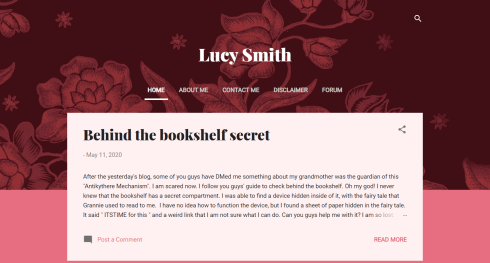 Lucy Smith
HOME ABOUT ME CONTACT ME DISCLAIMER FORUM
Behind the bookshelf secret
- May 11, 2020
After the yesterday's blog, some of you guys have DMed me something about my grandmother was the guardian of this
"Antikythere Mechanism". I am scared now. I follow you guys' guide to check behind the bookshelf. Oh my god! I never
knew that the bookshelf has a secret compartment. I was able to find a device hidden inside of it, with the fairy tale that
Grannie used to read to me. I have no idea how to function the device, but I found a sheet of paper hidden in the fairy tale.
It said " ITSTIME for this " and a weird link that I am not sure what I can do. Can you guys help me with it? I am so
Post a Comment
READ MORE